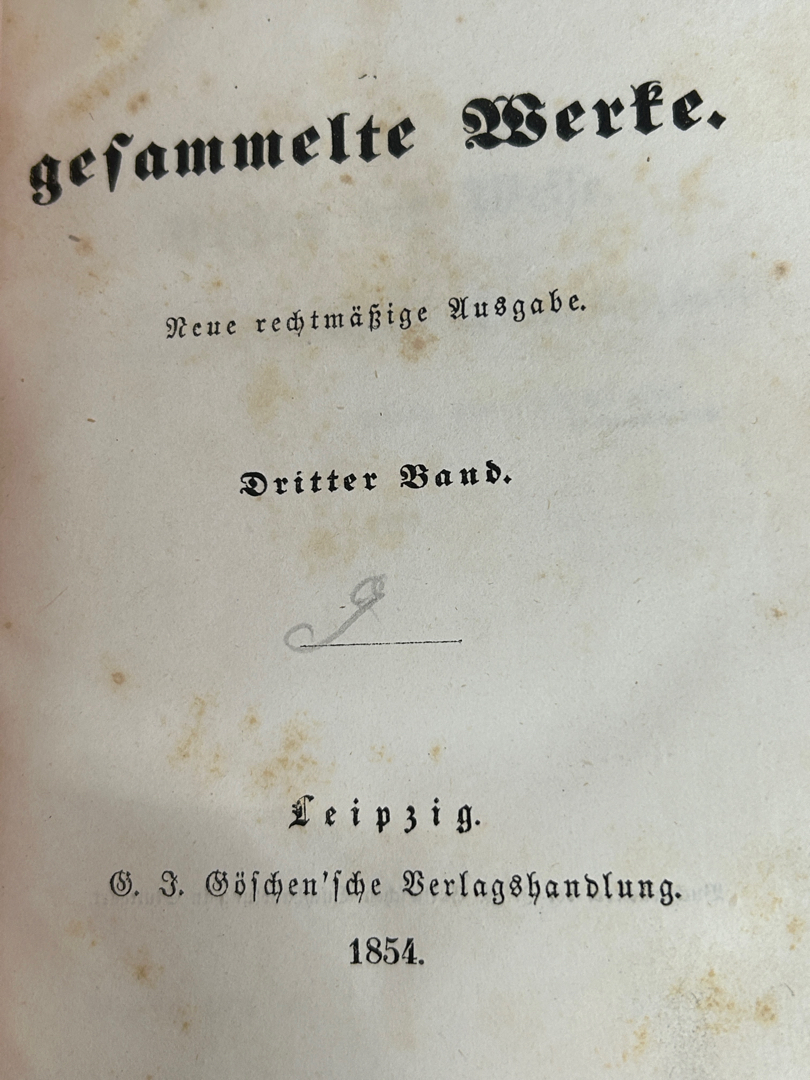 gesammelte Werke.
Neue rechtmäßige Ausgabe.
Dritter Band.
Leipzig.
G. J. Göschen'sche Verlagshandlung.
1854.